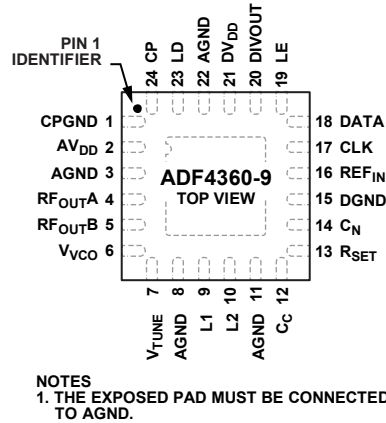 PIN 1
IDENTIFIER
24 CP
23 LD
22 AGND
21 DVDD
20 DIVOUT
19 LE
CPGND 1
AVDD 2
AGND 3
RFOUTA 4
RFOUTB 5
VVCO 6
ADF4360-9
TOP VIEW
18 DATA
17 CLK
16 REFIN
15 DGND
14 CN
13 RSET
VTUNE 7
AGND 8
L1 9
L2 10
AGND 11
CC 12
NOTES
1. THE EXPOSED PAD MUST BE CONNECTED
TO AGND.